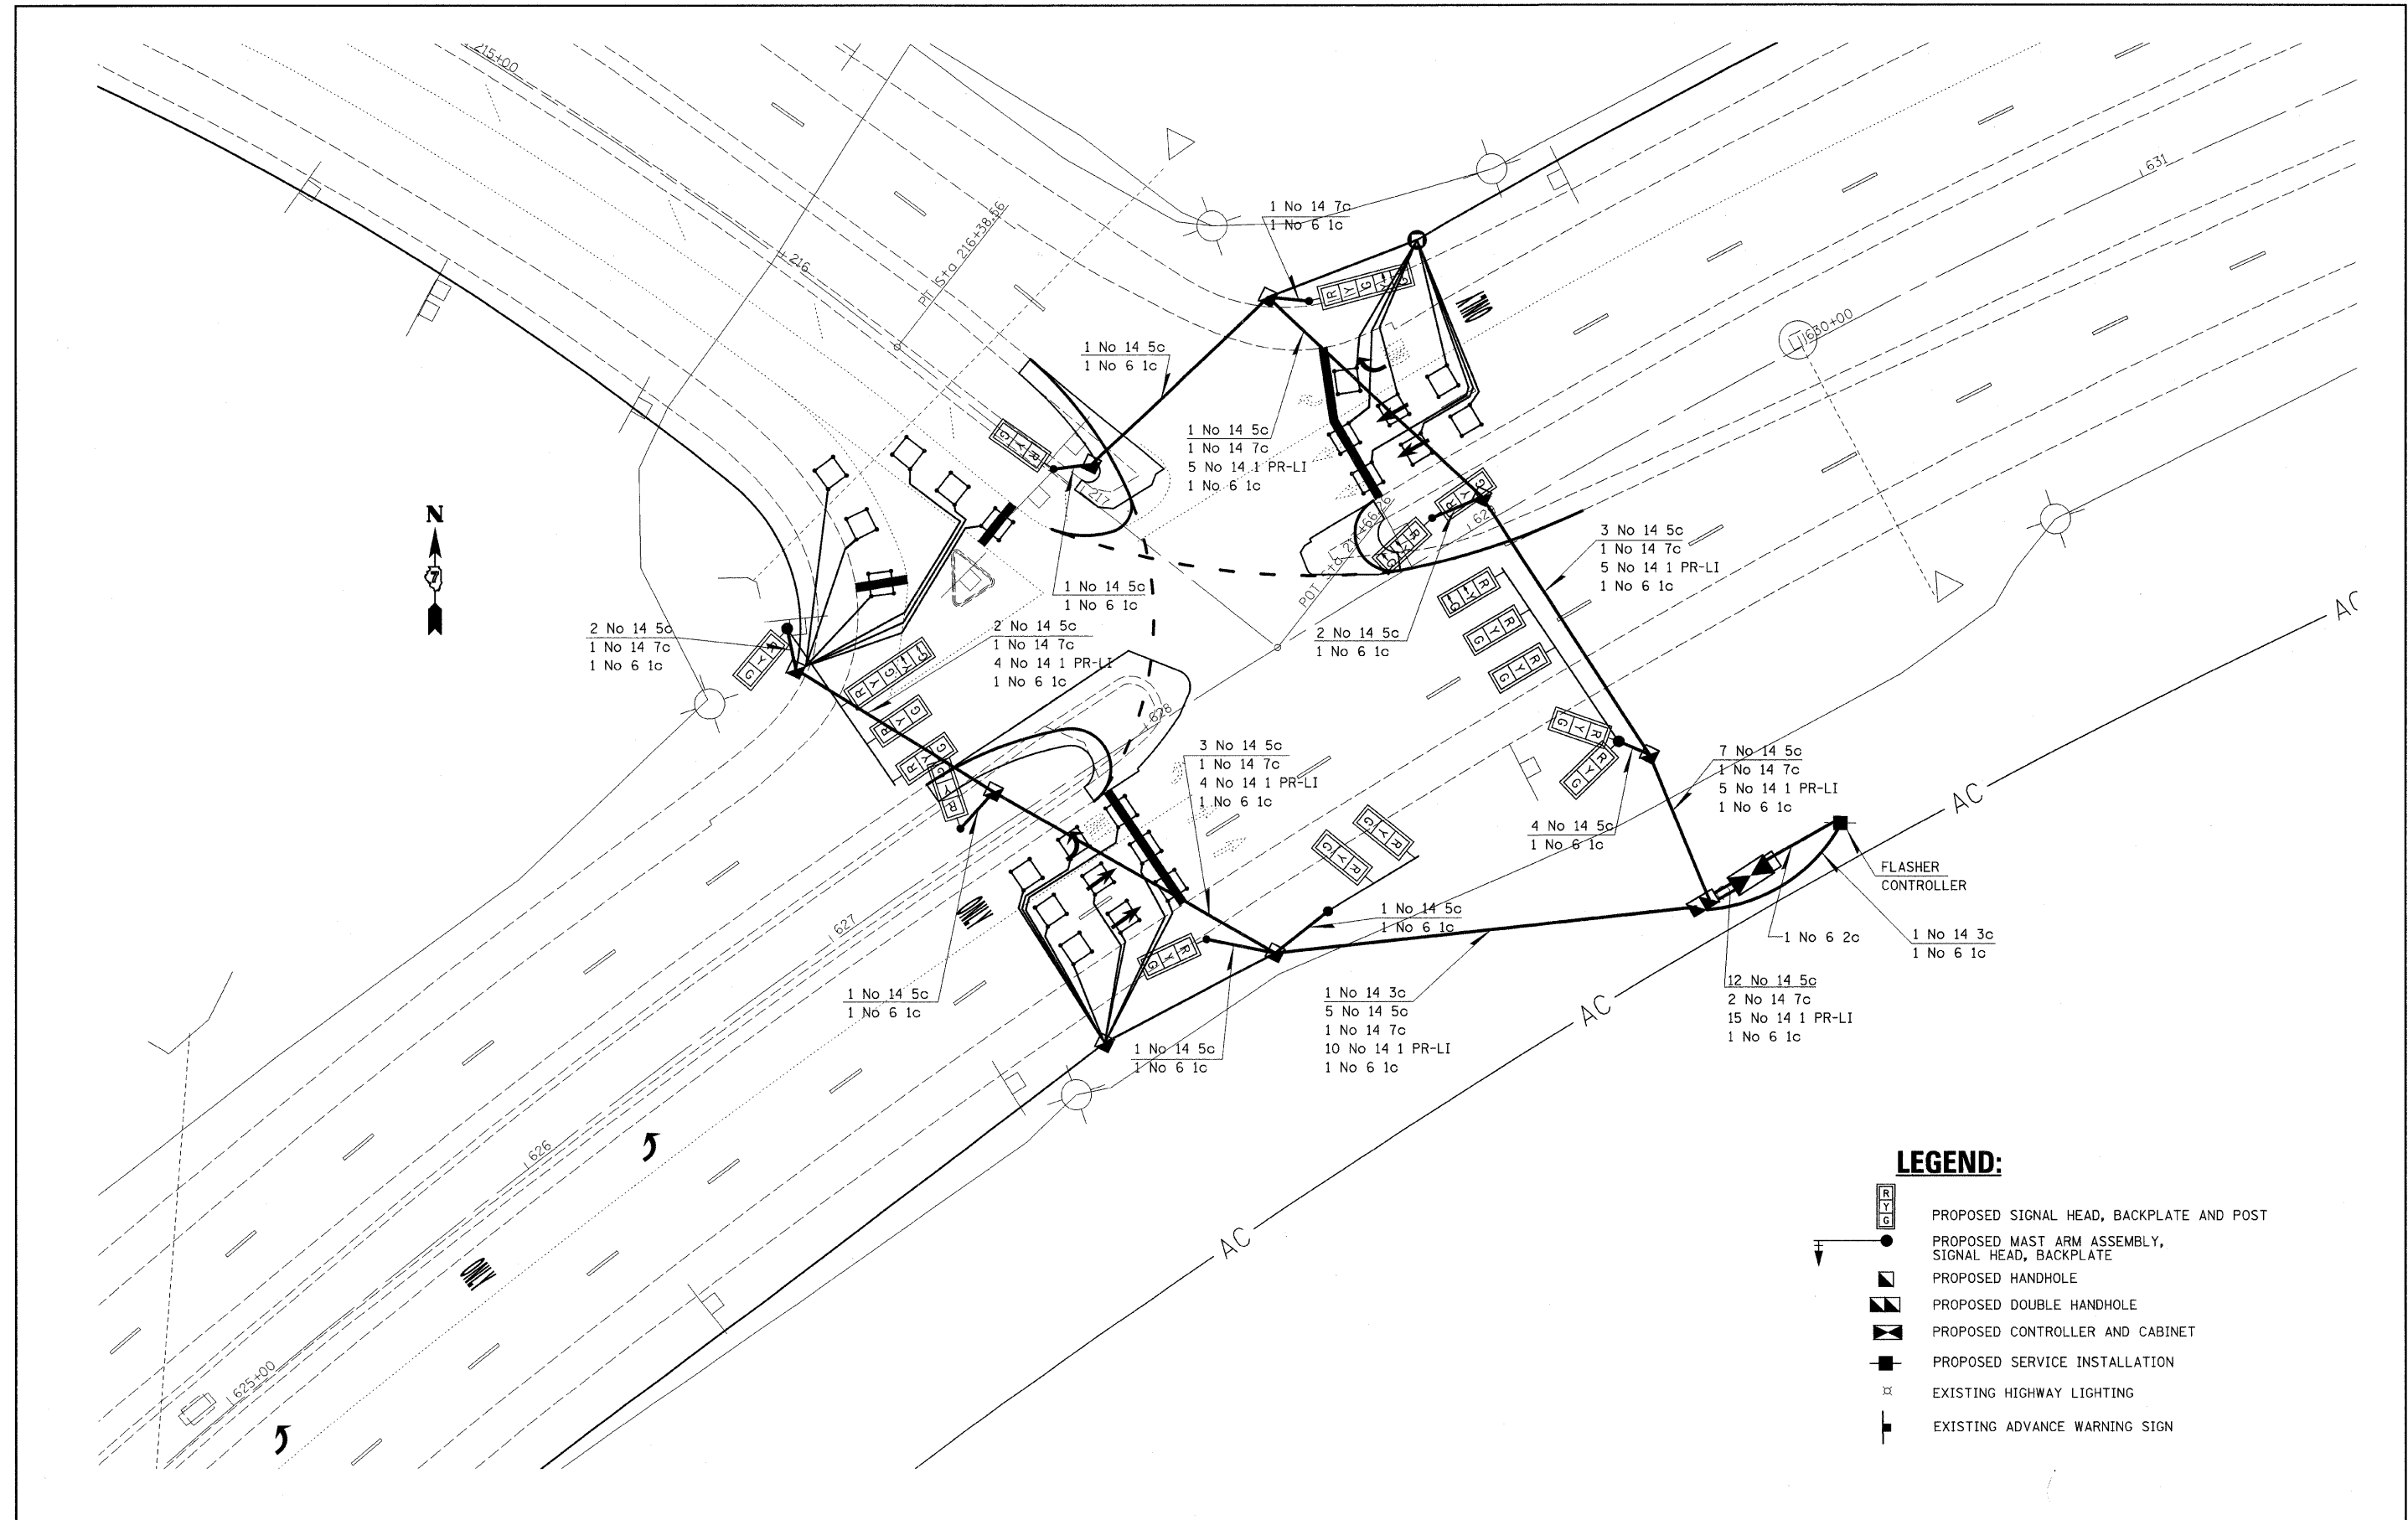 215+00
216
PI Sta 216+38.56
217
631
630+00
POT Sta
628
627
626
625+00
1 No 14 7c
1 No 6 1c
1 No 14 5c
1 No 6 1c
1 No 14 5c
1 No 14 7c
5 No 14 1 PR-LI
1 No 6 1c
R Y G
N
7
3 No 14 5c
1 No 14 7c
5 No 14 1 PR-LI
1 No 6 1c
1 No 14 5c
1 No 6 1c
2 No 14 5c
1 No 14 7c
1 No 6 1c
2 No 14 5c
1 No 14 7c
4 No 14 1 PR-LI
1 No 6 1c
2 No 14 5c
1 No 6 1c
3 No 14 5c
1 No 14 7c
4 No 14 1 PR-LI
1 No 6 1c
7 No 14 5c
1 No 14 7c
5 No 14 1 PR-LI
1 No 6 1c
4 No 14 5c
1 No 6 1c
AC
AC
AC
AC
FLASHER
CONTROLLER
1 No 14 5c
1 No 6 1c
1 No 6 2c
1 No 14 3c
1 No 6 1c
12 No 14 5c
2 No 14 7c
15 No 14 1 PR-LI
1 No 6 1c
1 No 14 5c
1 No 6 1c
1 No 14 3c
5 No 14 5c
1 No 14 7c
10 No 14 1 PR-LI
1 No 6 1c
1 No 14 5c
1 No 6 1c
ONLY
ONLY
ONLY
LEGEND:
R
Y
G
PROPOSED SIGNAL HEAD, BACKPLATE AND POST
PROPOSED MAST ARM ASSEMBLY,
SIGNAL HEAD, BACKPLATE
PROPOSED HANDHOLE
PROPOSED DOUBLE HANDHOLE
PROPOSED CONTROLLER AND CABINET
PROPOSED SERVICE INSTALLATION
EXISTING HIGHWAY LIGHTING
EXISTING ADVANCE WARNING SIGN